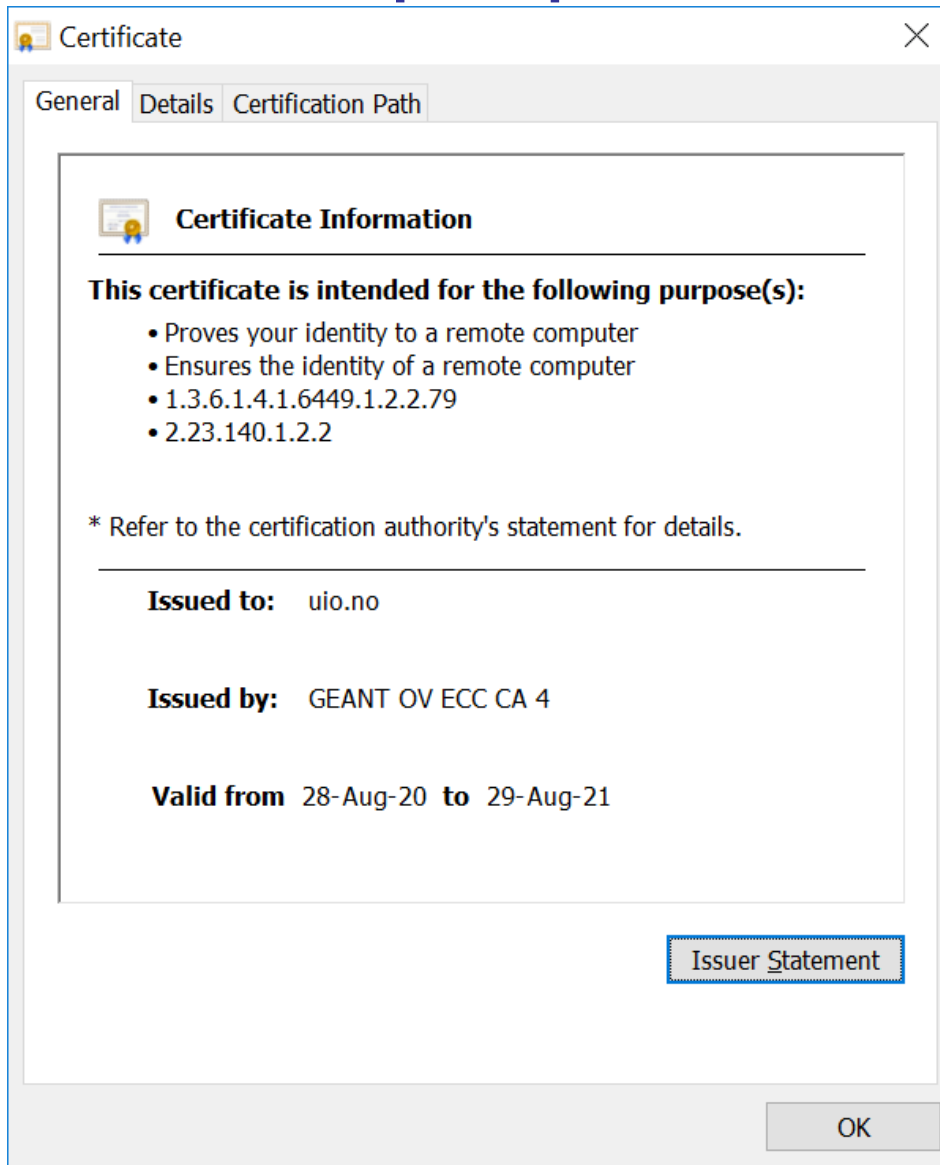 Certificate
General Details Certification Path
Certificate Information
This certificate is intended for the following purpose(s):
• Proves your identity to a remote computer
• Ensures the identity of a remote computer
• 1.3.6.1.4.1.6449.1.2.2.79
• 2.23.140.1.2.2
* Refer to the certification authority's statement for details.
Issued to: uio.no
Issued by: GEANT OV ECC CA 4
Valid from 28-Aug-20 to 29-Aug-21
Issuer Statement
OK